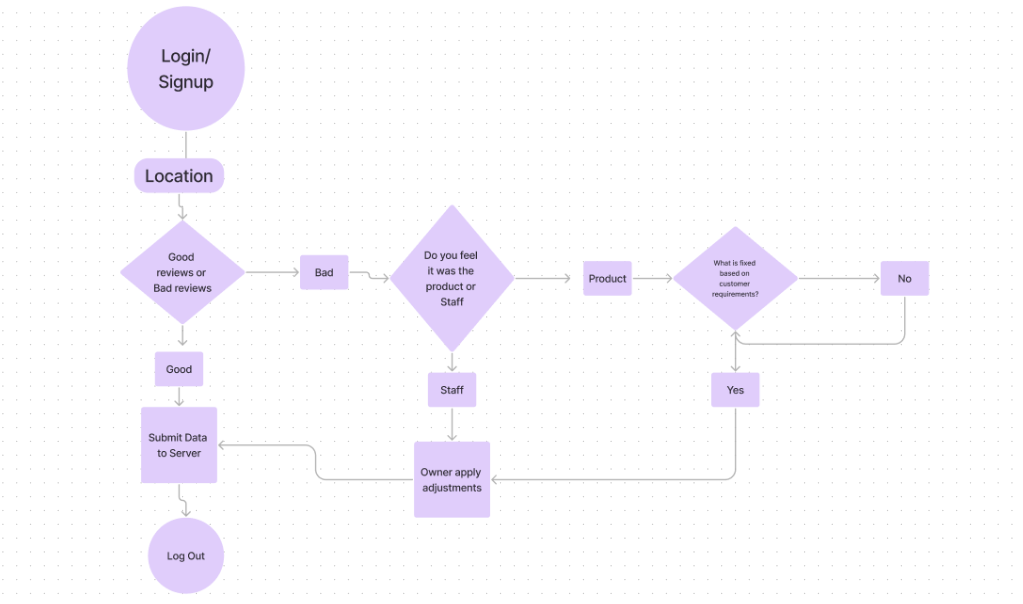 Login/
Signup
Location
Good
reviews or
Bad reviews
Bad
Do you feel
it was the
product or
Staff
Product
What is fixed
based on
customer
requirements?
No
Good
Staff
Yes
Submit Data
to Server
Owner apply
adjustments
Log Out